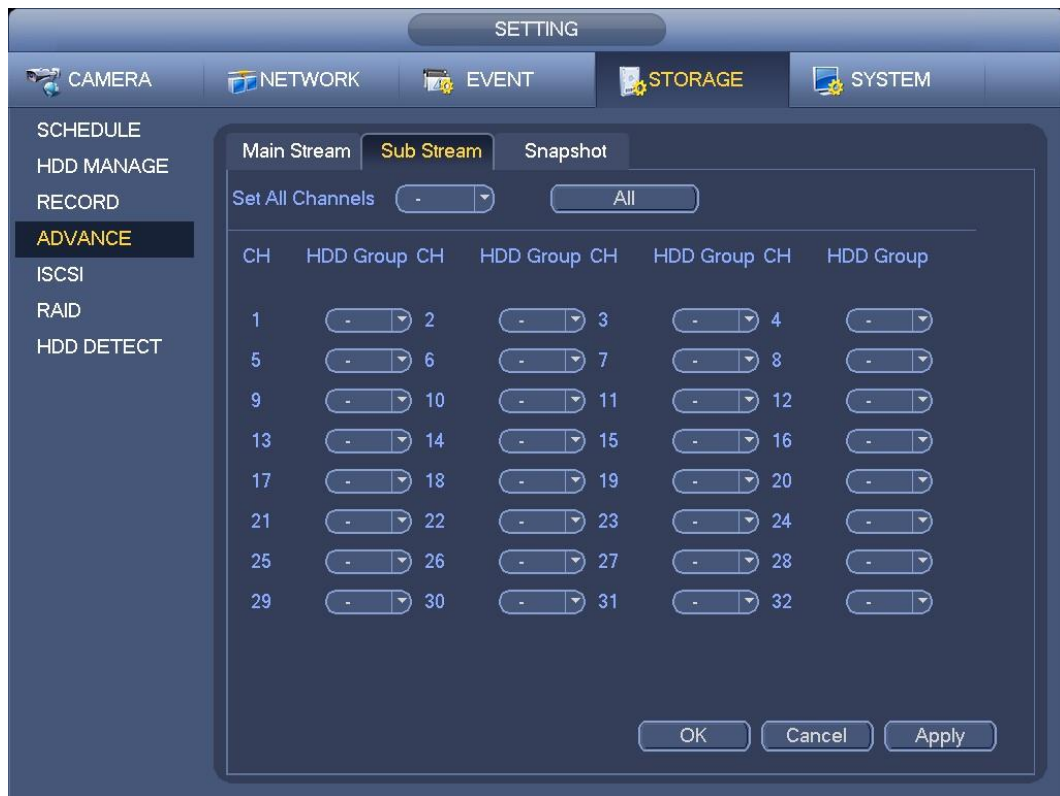 SETTING
CAMERA NETWORK EVENT STORAGE SYSTEM
SCHEDULE
HDD MANAGE
RECORD
ADVANCE
ISCSI
RAID
HDD DETECT
Main Stream Sub Stream Snapshot
Set All Channels - All
CH HDD Group CH HDD Group CH HDD Group CH HDD Group
1 - 2 - 3 - 4 -
5 - 6 - 7 - 8 -
9 - 10 - 11 - 12 -
13 - 14 - 15 - 16 -
17 - 18 - 19 - 20 -
21 - 22 - 23 - 24 -
25 - 26 - 27 - 28 -
29 - 30 - 31 - 32 -
OK Cancel Apply